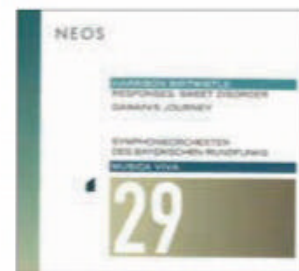 NEOS
HARRISON BIRTWISTLE
RESPONSES. SWEET DISORDER
GAWAIN'S JOURNEY
SYMPHONIEORCHESTER
DES BAYERISCHEN RUNDFUNKS
MUSICA VIVA
29